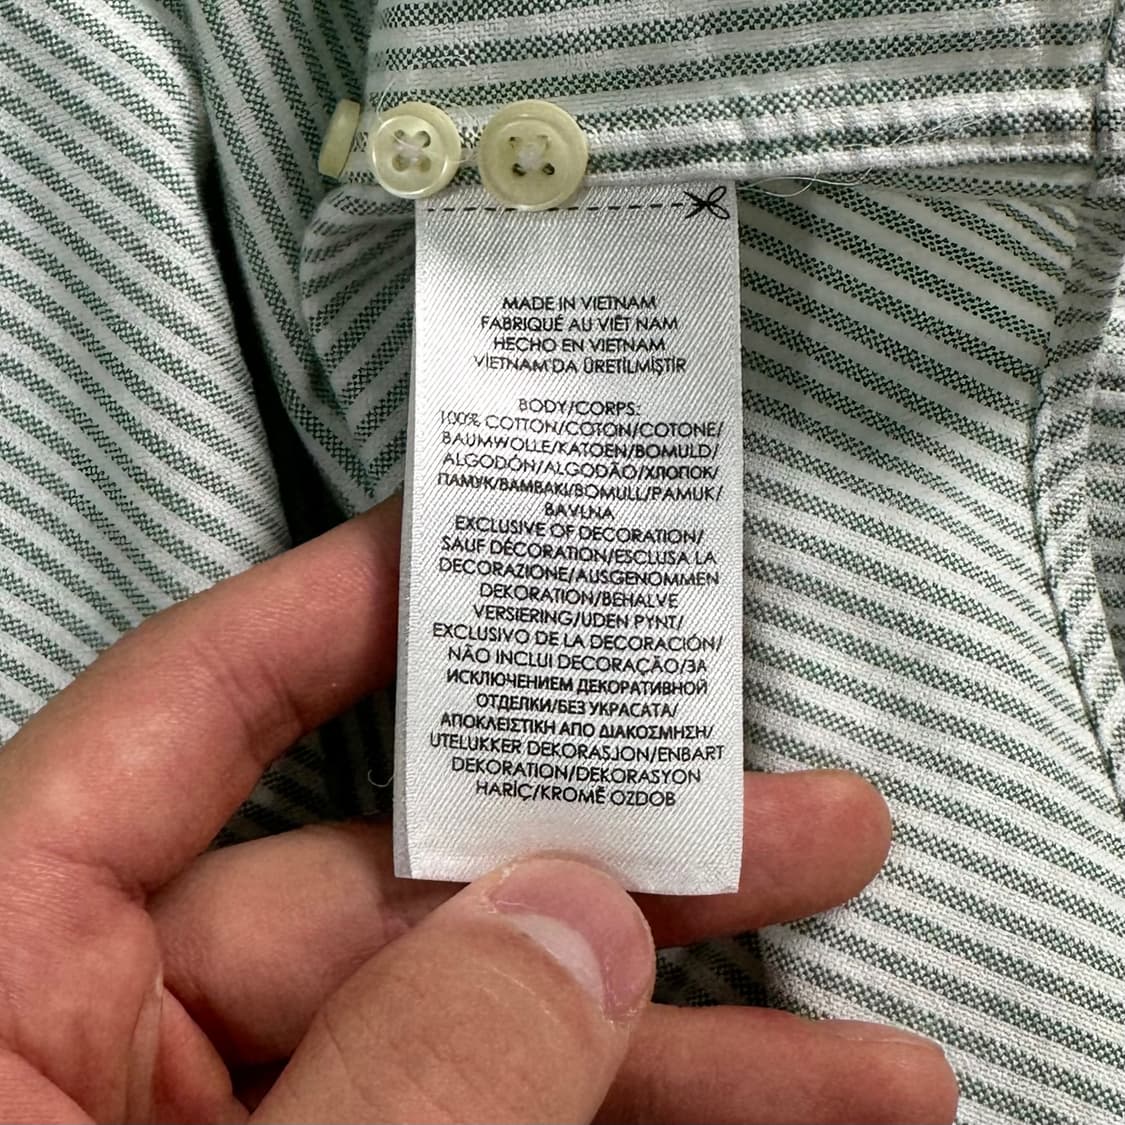 MADE IN VIETNAM
FABRIQUÉ AU VIÊT NAM
HECHO EN VIETNAM
VİETNAM'DA ÜRETİLMİŞTİR
BODY/CORPS:
100% COTTON/COTON/COTONE/
BAUMWOLLE/KATOEN/BOMULD/
ALGODÓN/ALGODÃO/ХЛОПОК/
ПАМУК/ΒΑΜΒΑΚΙ/BOMULL/PAMUK/
BAVLNA
EXCLUSIVE OF DECORATION/
SAUF DÉCORATION/ESCLUSA LA
DECORAZIONE/AUSGENOMMEN
DEKORATION/BEHALVE
VERSIERING/UDEN PYNT/
EXCLUSIVO DE LA DECORACIÓN/
NÃO INCLUI DECORAÇÃO/ЗА
ИСКЛЮЧЕНИЕМ ДЕКОРАТИВНОЙ
ОТДЕЛКИ/БЕЗ УКРАСАТА/
ΑΠΟΚΛΕΙΣΤΙΚΗ ΑΠΟ ΔΙΑΚΟΣΜΗΣΗ/
UTELUKKER DEKORASJON/ENBART
DEKORATION/DEKORASYON
HARİÇ/KROMĚ OZDOB